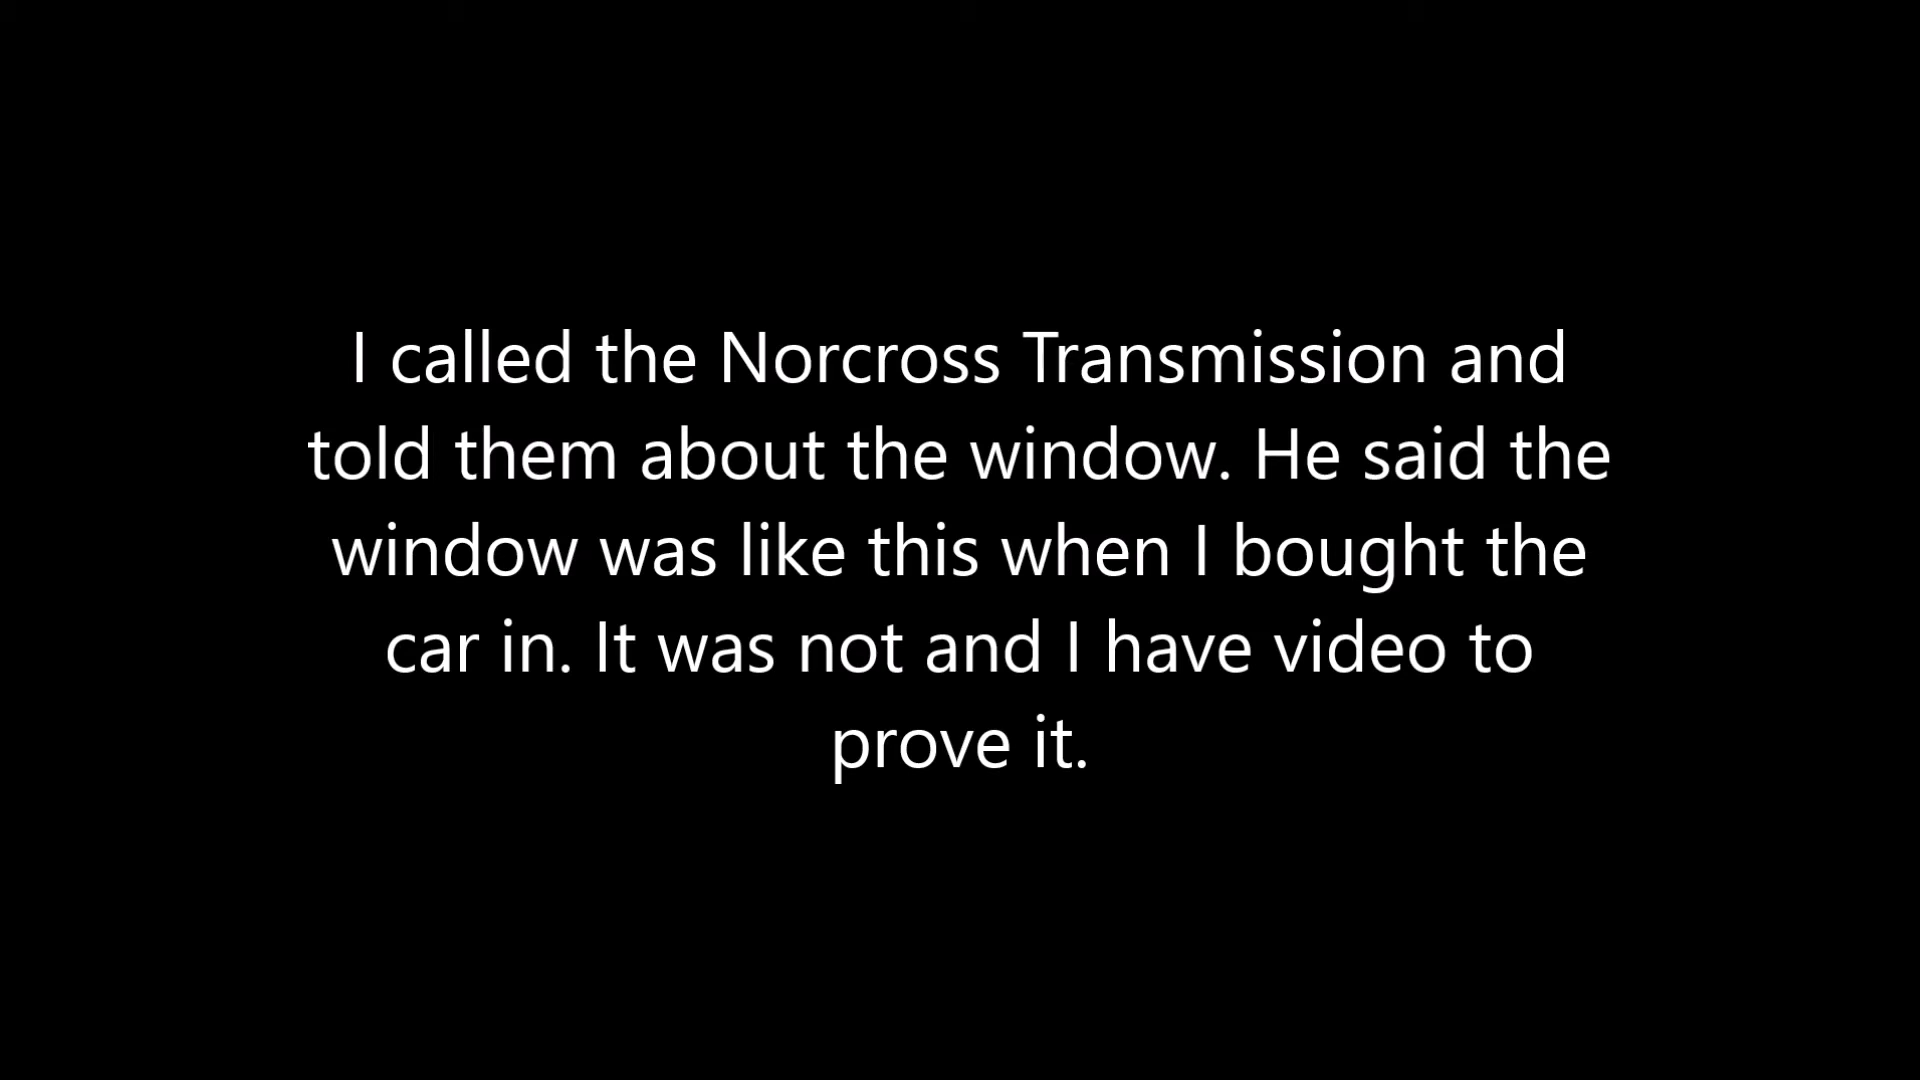 I called the Norcross Transmission and
told them about the window. He said the
window was like this when I bought the
car in. It was not and I have video to
prove it.